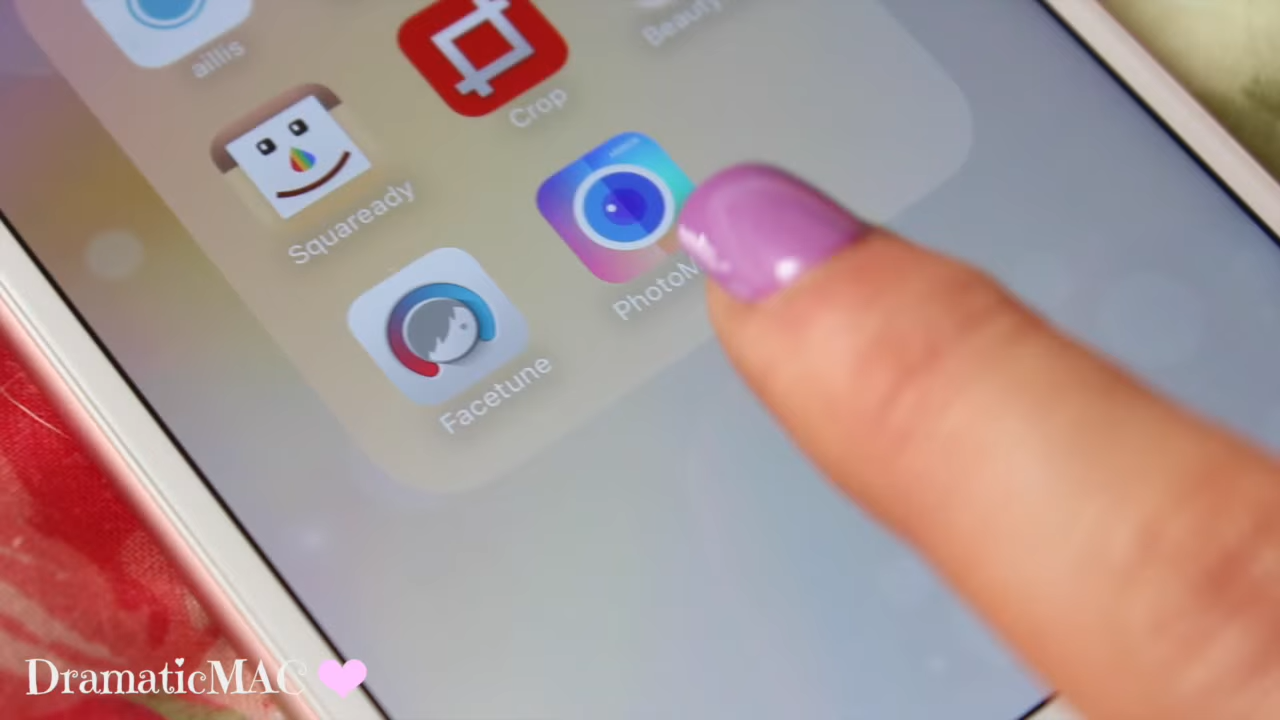 aillis
Crop
Beauty
Squaready
PhotoM
Facetune
DramaticMAC